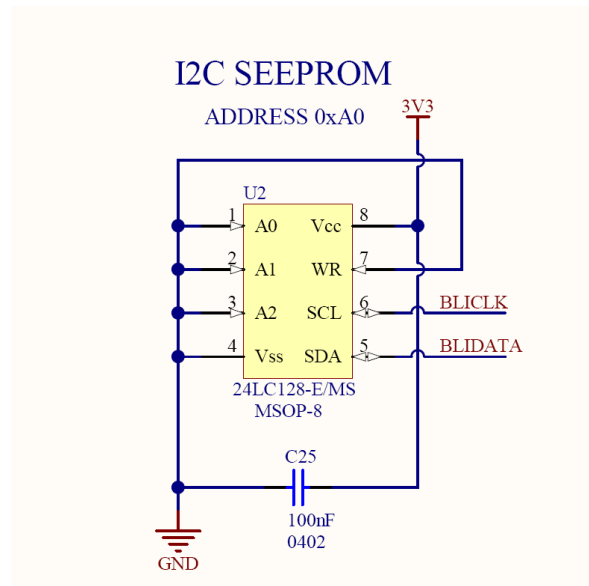 I2C SEEPROM
ADDRESS 0xA0
3V3
U2
1 A0 Vcc 8
2 A1 WR 7
3 A2 SCL 6 BLICLK
4 Vss SDA 5 BLIDATA
24LC128-E/MS
MSOP-8
C25
100nF
0402
GND